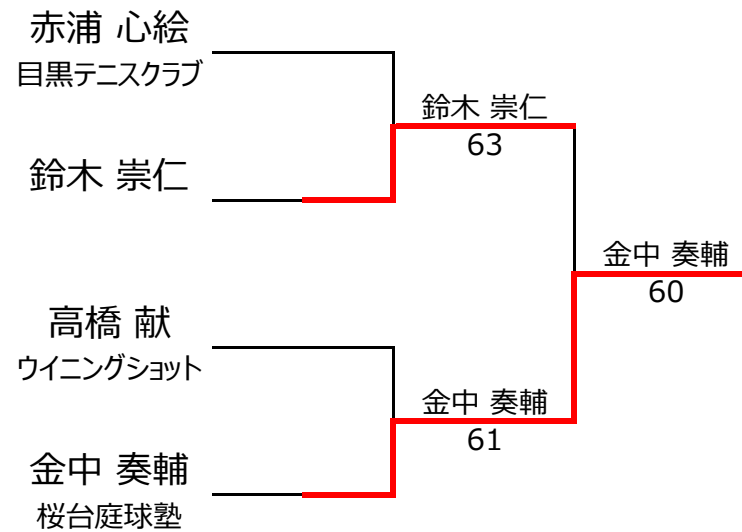 赤浦 心絵
目黒テニスクラブ
鈴木 崇仁
63
鈴木 崇仁
金中 奏輔
60
高橋 献
ウイニングショット
金中 奏輔
61
金中 奏輔
桜台庭球塾